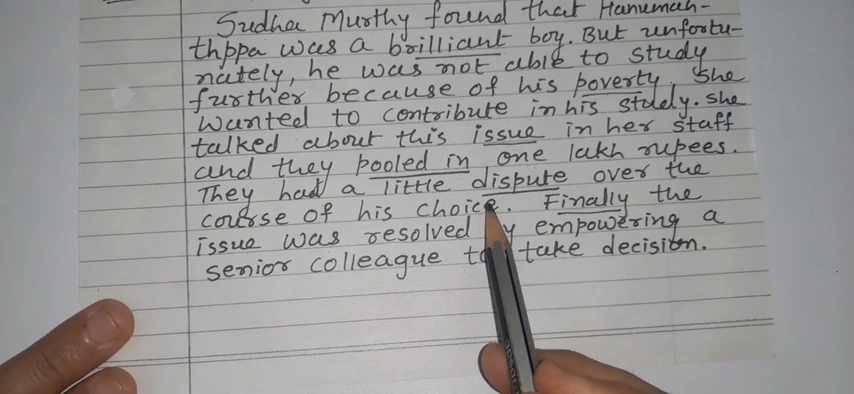 Sudha Murthy found that Hanumah-
thppa was a brilliant boy. But unfortu-
nately, he was not able to study
further because of his poverty. She
wanted to contribute in his study. She
talked about this issue in her staff
and they pooled in one lakh rupees.
They had a little dispute over the
course of his choice. Finally the
issue was resolved empowering a
senior colleague to take decision.